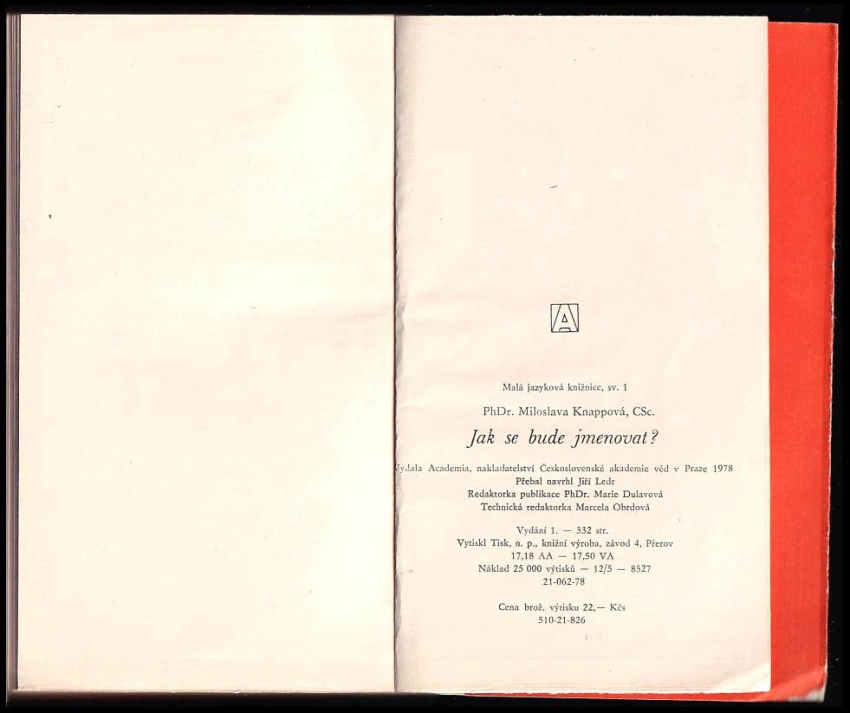 A
Malá jazyková knižnice, sv. 1
PhDr. Miloslava Knappová, CSc.
Jak se bude jmenovat?
Vydala Academia, nakladatelství Československé akademie věd v Praze 1978
Přebal navrhl Jiří Ledr
Redaktorka publikace PhDr. Marie Dulavová
Technická redaktorka Marcela Obrdová
Vydání 1. — 332 str.
Vytiskl Tisk, n. p., knižní výroba, závod 4, Přerov
17,18 AA — 17,50 VA
Náklad 25 000 výtisků — 12/5 — 8527
21-062-78
Cena brož. výtisku 22,— Kčs
510-21-826